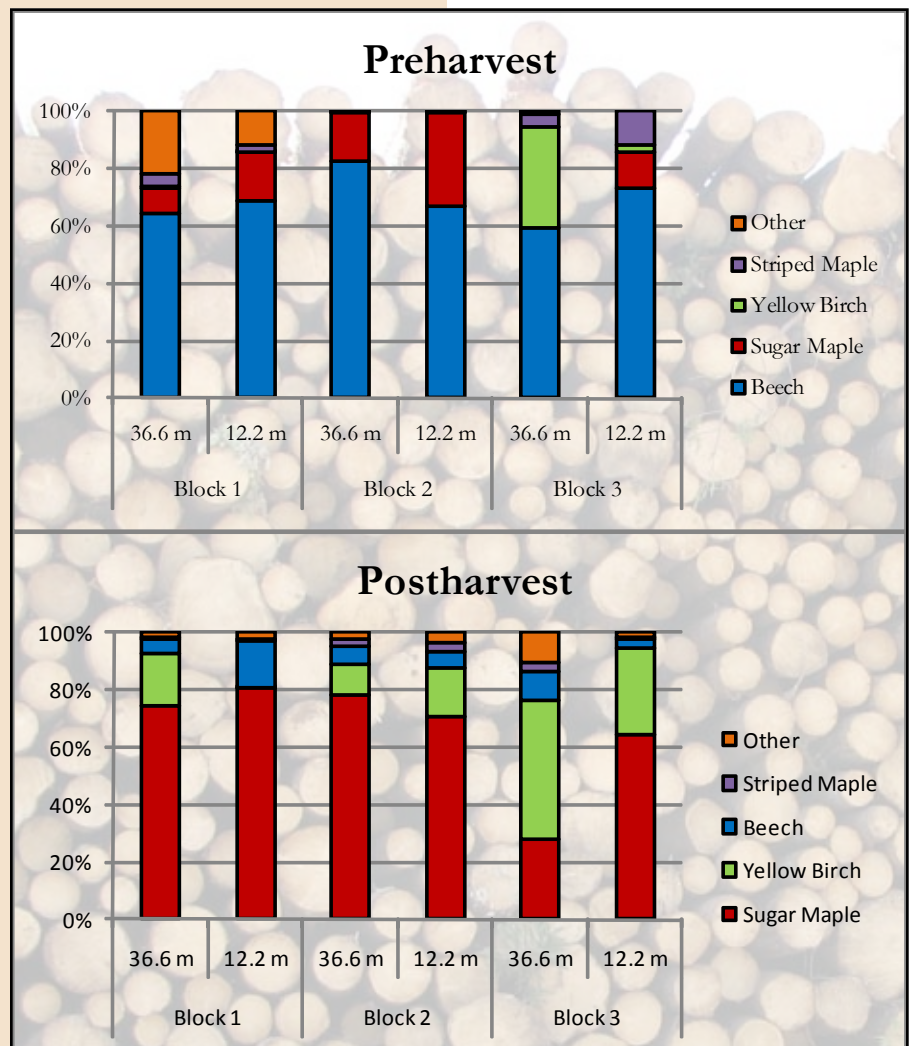 Preharvest
100%
80%
60%
40%
20%
0%
Other
Striped Maple
Yellow Birch
Sugar Maple
Beech
36.6 m 12.2 m 36.6 m 12.2 m 36.6 m 12.2 m
Block 1 Block 2 Block 3
Postharvest
100%
80%
60%
40%
20%
0%
Other
Striped Maple
Beech
Yellow Birch
Sugar Maple
36.6 m 12.2 m 36.6 m 12.2 m 36.6 m 12.2 m
Block 1 Block 2 Block 3